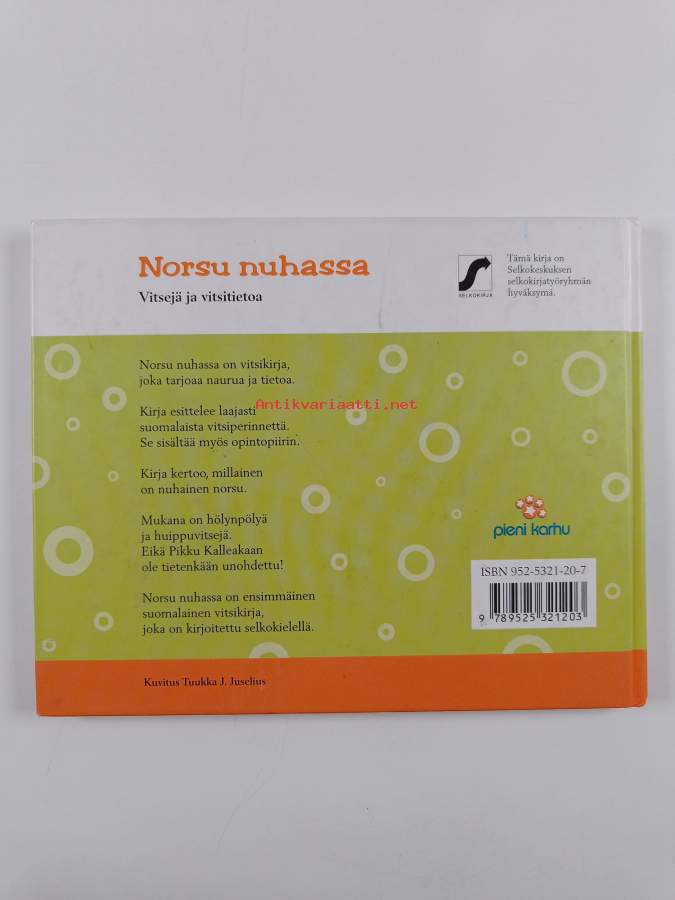 Norsu nuhassa
Vitsejä ja vitsitietoa
SELKOKIRJA
Tämä kirja on
Selkokeskuksen
selkokirjatyöryhmän
hyväksymä.
Norsu nuhassa on vitsikirja,
joka tarjoaa naurua ja tietoa.
Antikvariaatti.net
Kirja esittelee laajasti
suomalaista vitsiperinnettä.
Se sisältää myös opintopiirin.
Kirja kertoo, millainen
on nuhainen norsu.
Mukana on hölynpölyä
ja huippuvitsejä.
Eikä Pikku Kalleakaan
ole tietenkään unohdettu!
Norsu nuhassa on ensimmäinen
suomalainen vitsikirja,
joka on kirjoitettu selkokielellä.
pieni karhu
ISBN 952-5321-20-7
9 789525 321203
Kuvitus Tuukka J. Juselius